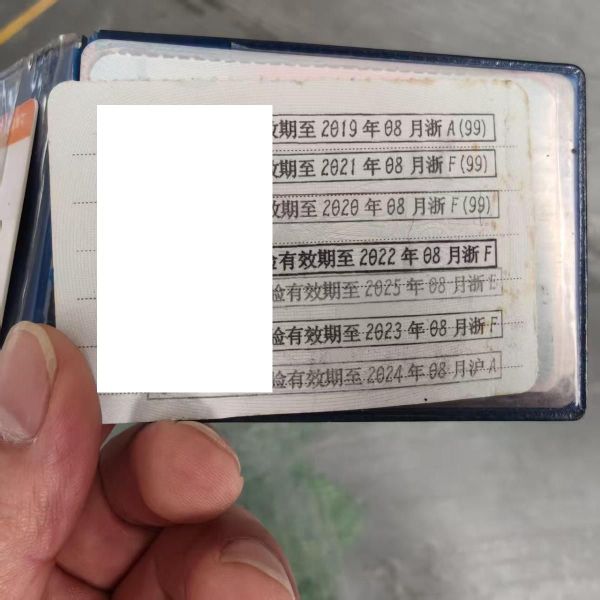 效期至 2019 年 08 月浙 A (99)
效期至 2021 年 08 月浙 F (99)
效期至 2020 年 08 月浙 F (99)
验有效期至 2022 年 08 月浙 F
验有效期至 2025 年 08 月浙
验有效期至 2023 年 08 月浙 F
验有效期至 2024 年 08 月沪 A